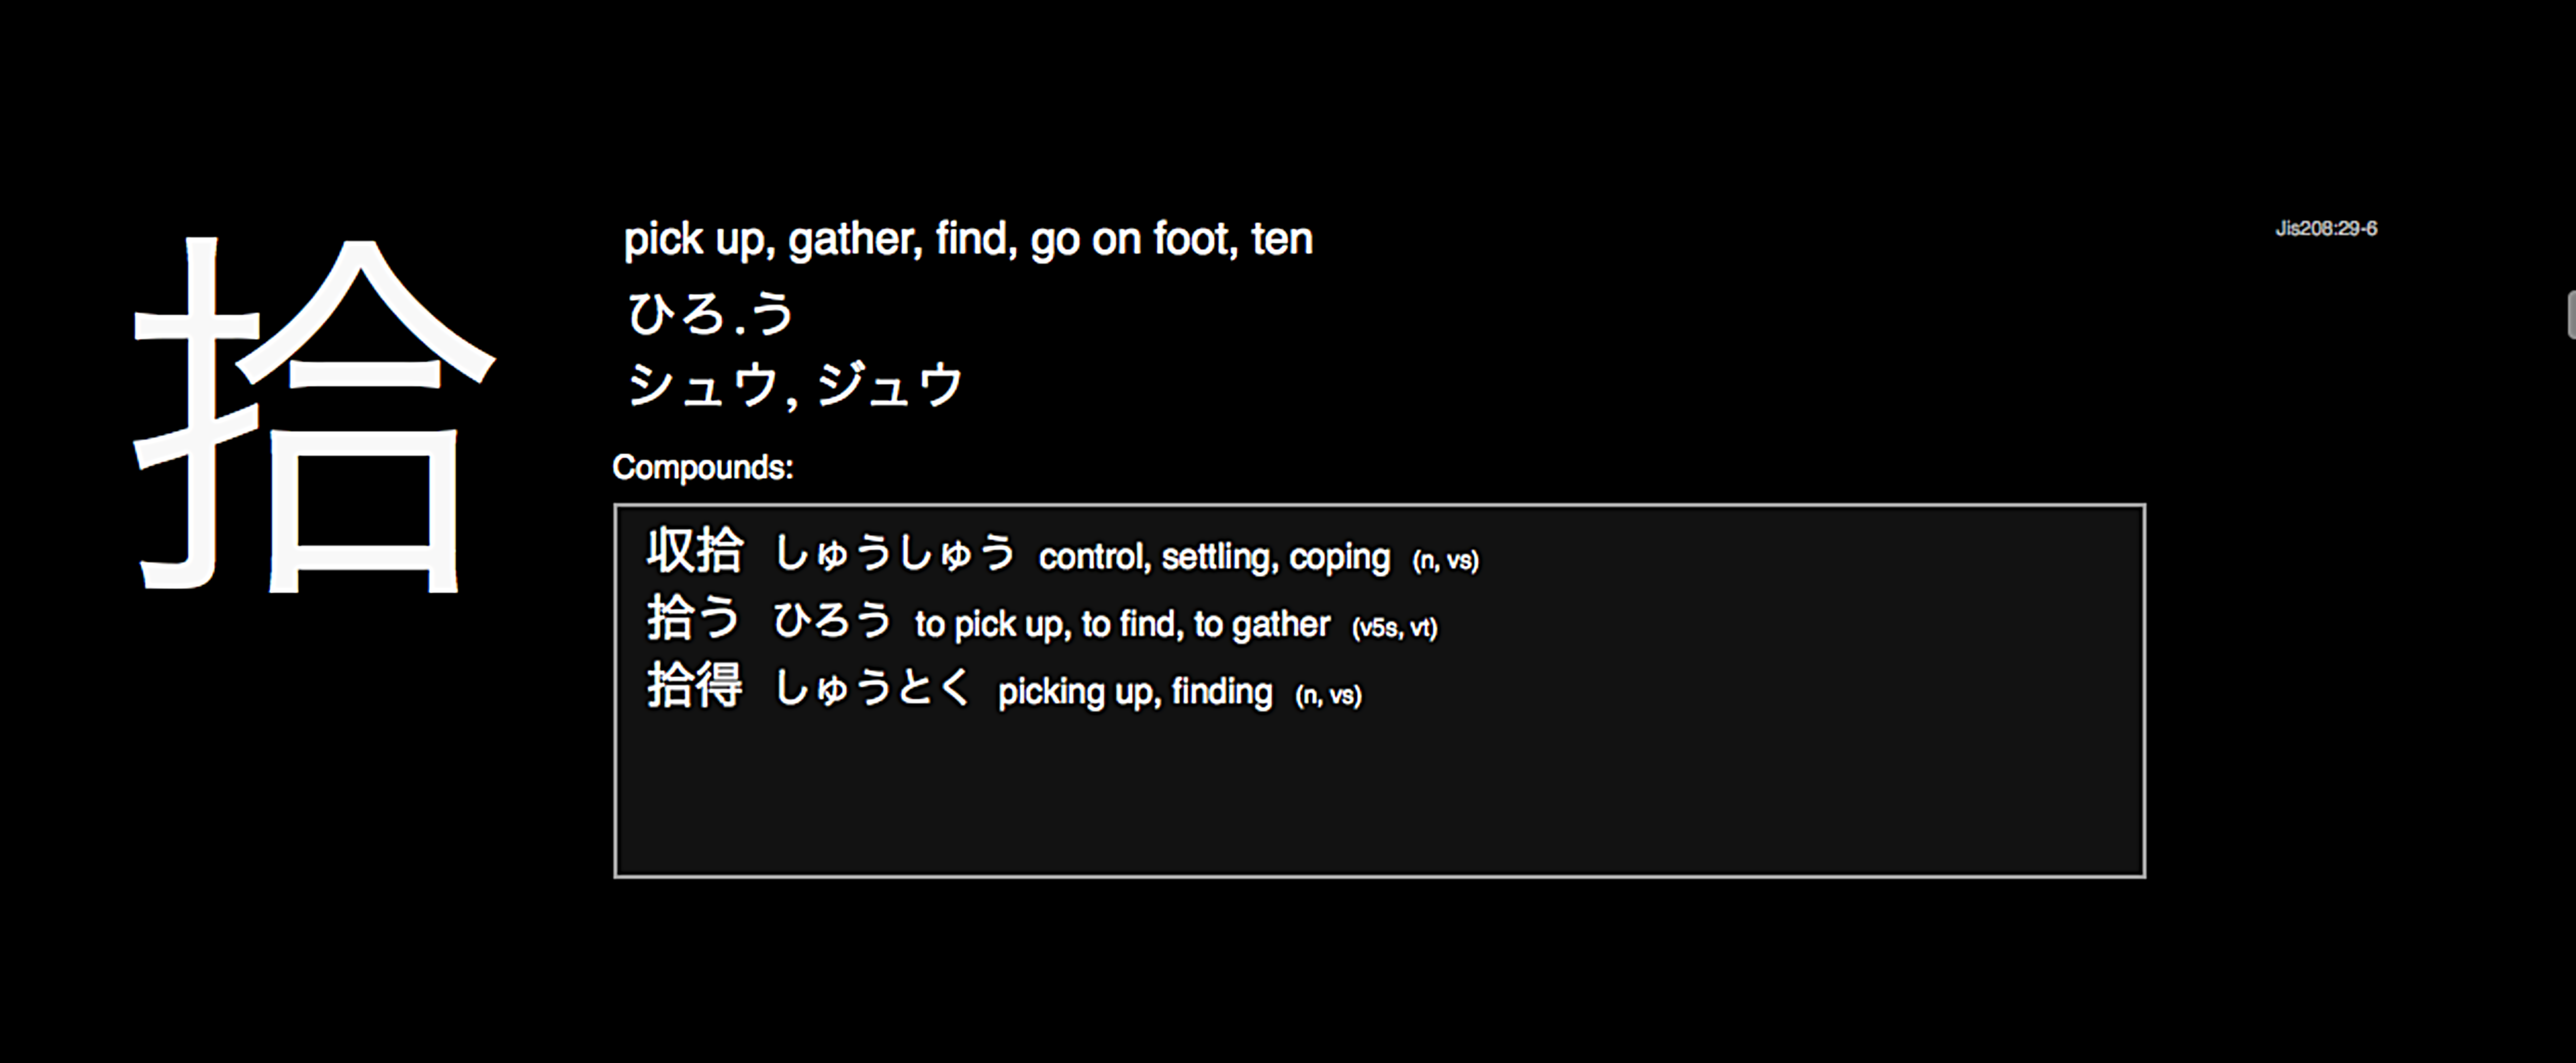 拾
pick up, gather, find, go on foot, ten
Jis208:29-6
ひろ.う
シュウ, ジュウ
Compounds:
収拾 しゅうしゅう control, settling, coping (n, vs)
拾う ひろう to pick up, to find, to gather (v5s, vt)
拾得 しゅうとく picking up, finding (n, vs)